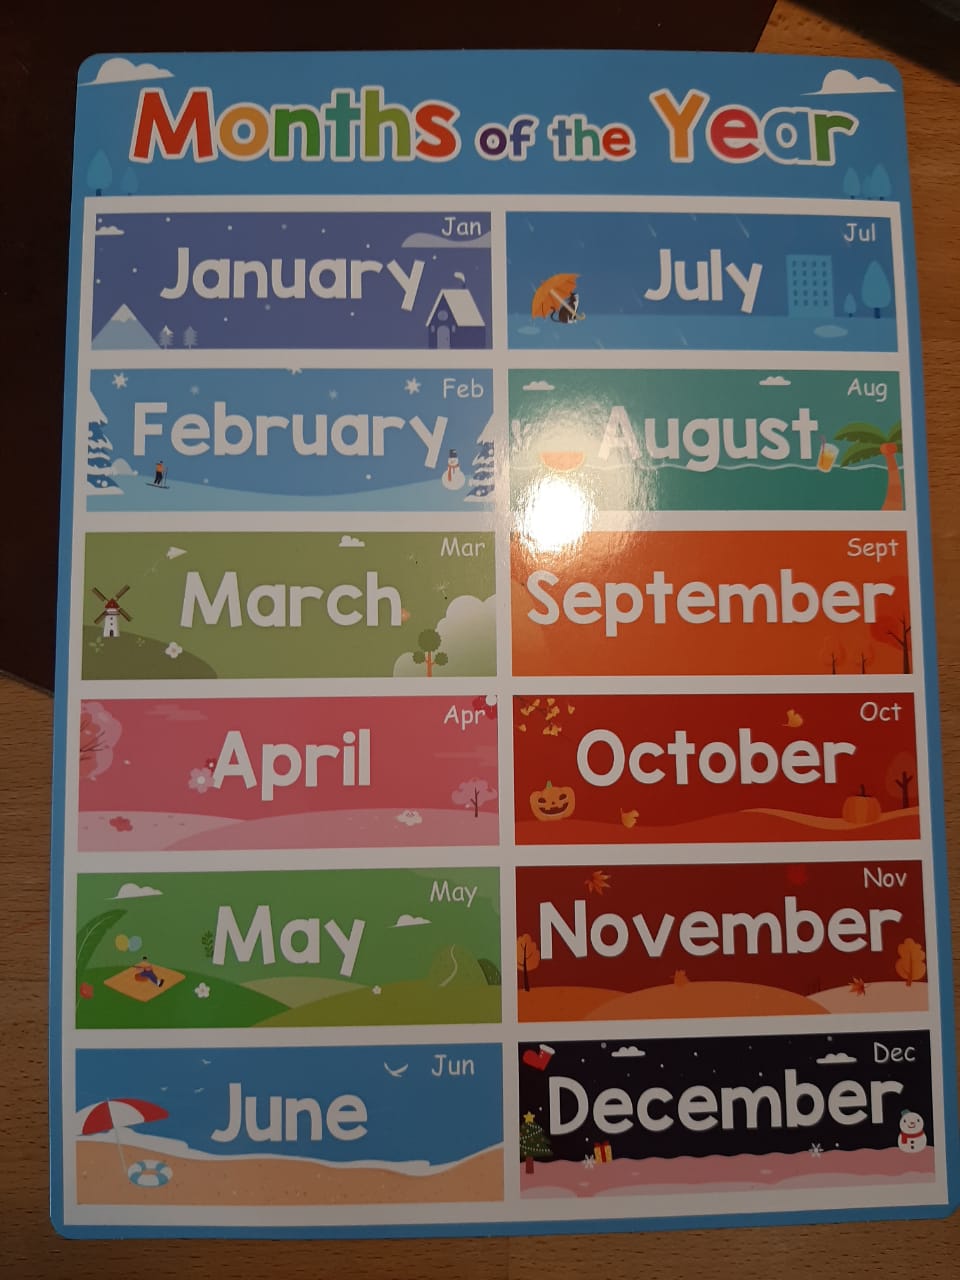 Months of the Year
Jan
January
Feb
February
Mar
March
Apr
April
May
May
Jun
June
Jul
July
Aug
August
Sept
September
Oct
October
Nov
November
Dec
December